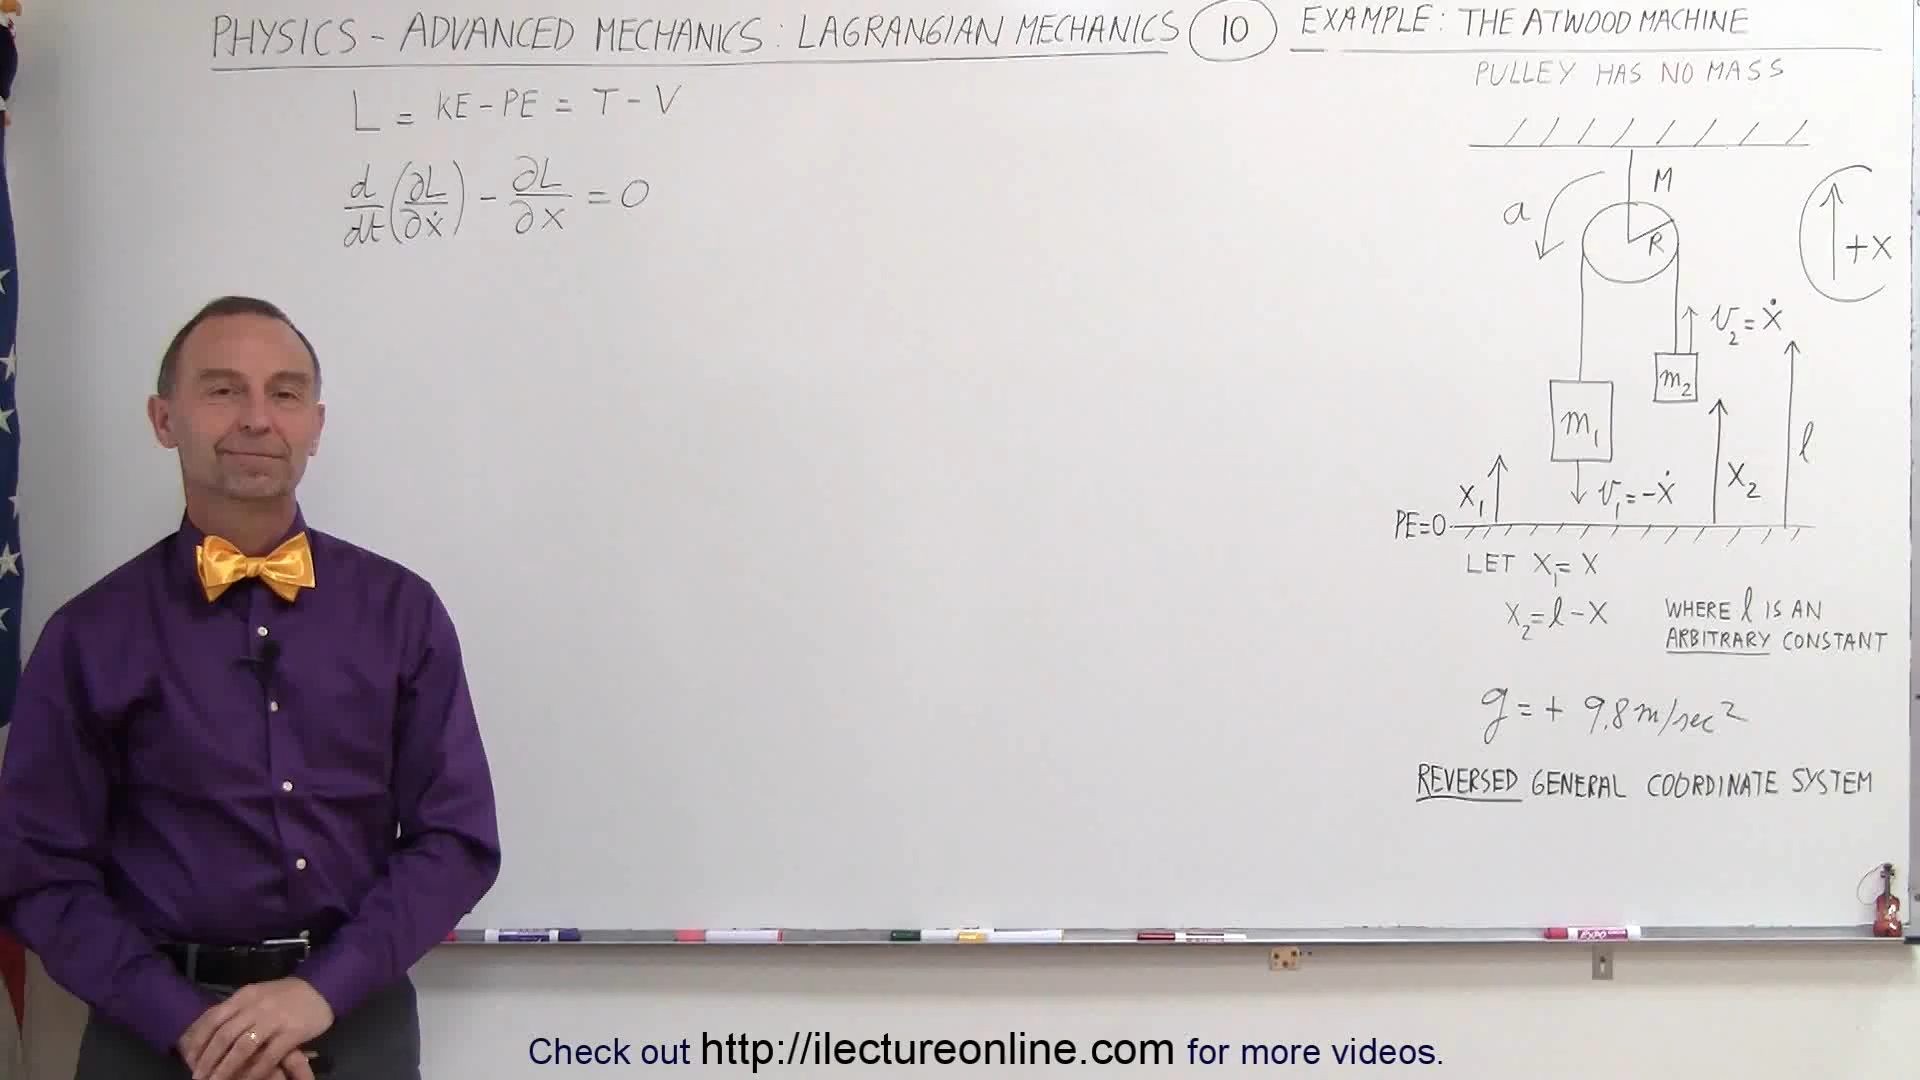 PHYSICS - ADVANCED MECHANICS: LAGRANGIAN MECHANICS 10 EXAMPLE: THE ATWOOD MACHINE
PULLEY HAS NO MASS
L = KE - PE = T - V
d/dt (∂L/∂ẋ) - ∂L/∂x = 0
M
a
R
+X
v₂ = ẋ
m₂
m₁
l
x₁
v₁ = -ẋ
x₂
PE=0
LET x₁ = x
x₂ = l - x
WHERE l IS AN
ARBITRARY CONSTANT
g = + 9.8 m/sec²
REVERSED GENERAL COORDINATE SYSTEM
EXPO
Check out http://ilectureonline.com for more videos.